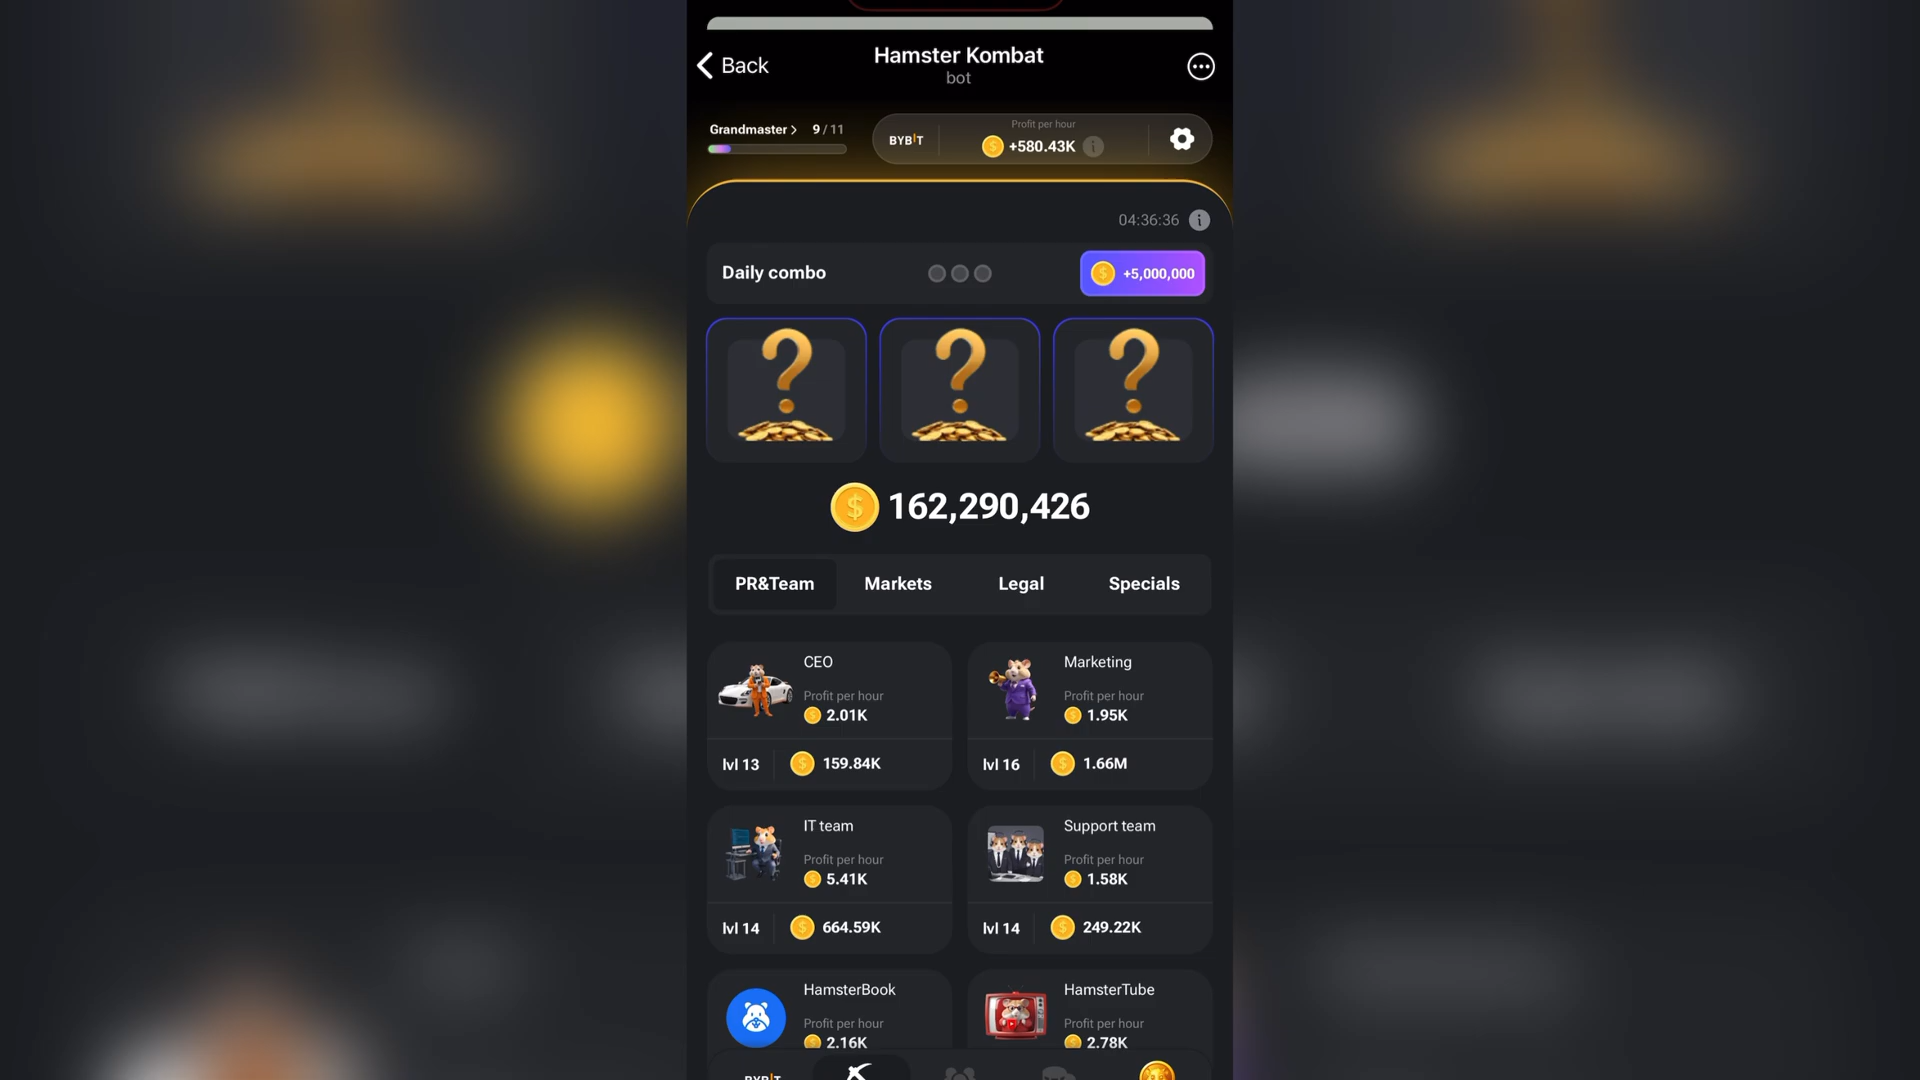 Back
Hamster Kombat
bot
Grandmaster > 9 / 11
BYBIT
Profit per hour
+580.43K
04:36:36
Daily combo
+5,000,000
162,290,426
PR&Team Markets Legal Specials
CEO
Profit per hour
2.01K
lvl 13 159.84K
Marketing
Profit per hour
1.95K
lvl 16 1.66M
IT team
Profit per hour
5.41K
lvl 14 664.59K
Support team
Profit per hour
1.58K
lvl 14 249.22K
HamsterBook
Profit per hour
2.16K
HamsterTube
Profit per hour
2.78K
BYBIT